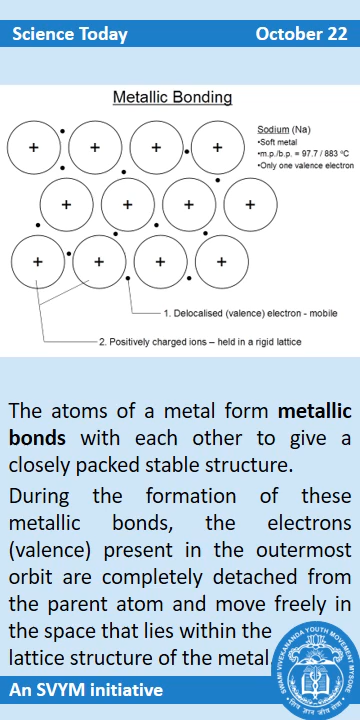 Science Today October 22
Metallic Bonding
Sodium (Na)
•Soft metal
•m.p./b.p. = 97.7 / 883 °C
•Only one valence electron
+ + + +
+ + + +
+ + + +
1. Delocalised (valence) electron - mobile
2. Positively charged ions – held in a rigid lattice
The atoms of a metal form metallic
bonds with each other to give a
closely packed stable structure.
During the formation of these
metallic bonds, the electrons
(valence) present in the outermost
orbit are completely detached from
the parent atom and move freely in
the space that lies within the
lattice structure of the metal
An SVYM initiative
SWAMI VIVEKANANDA YOUTH MOVEMENT MYSORE